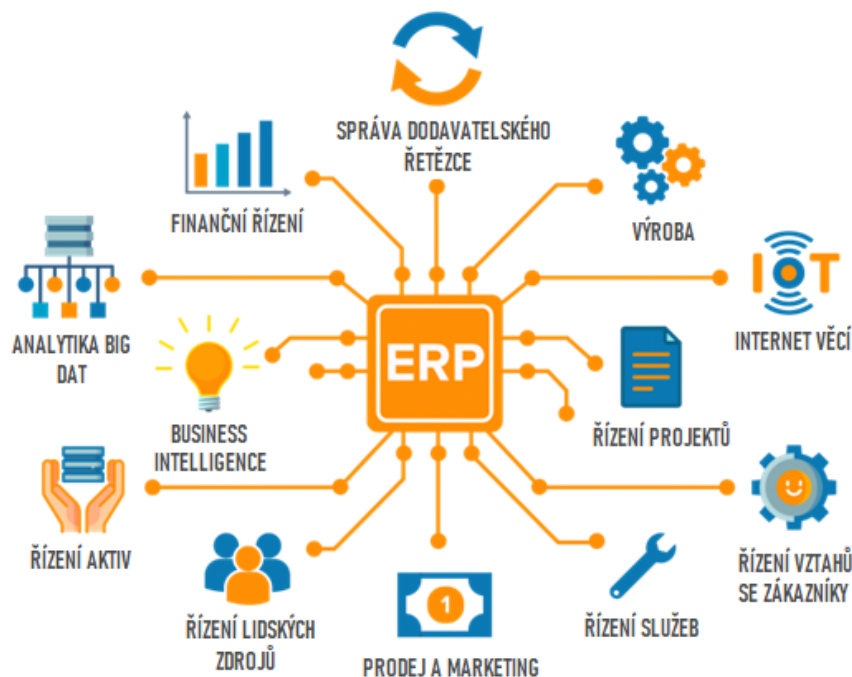 SPRÁVA DODAVATELSKÉHO
ŘETĚZCE
FINANČNÍ ŘÍZENÍ
VÝROBA
IOT
ANALYTIKA BIG
DAT
INTERNET VĚCÍ
ERP
BUSINESS
INTELLIGENCE
ŘÍZENÍ PROJEKTŮ
ŘÍZENÍ AKTIV
ŘÍZENÍ VZTAHŮ
SE ZÁKAZNÍKY
ŘÍZENÍ LIDSKÝCH
ZDROJŮ
1
PRODEJ A MARKETING
ŘÍZENÍ SLUŽEB